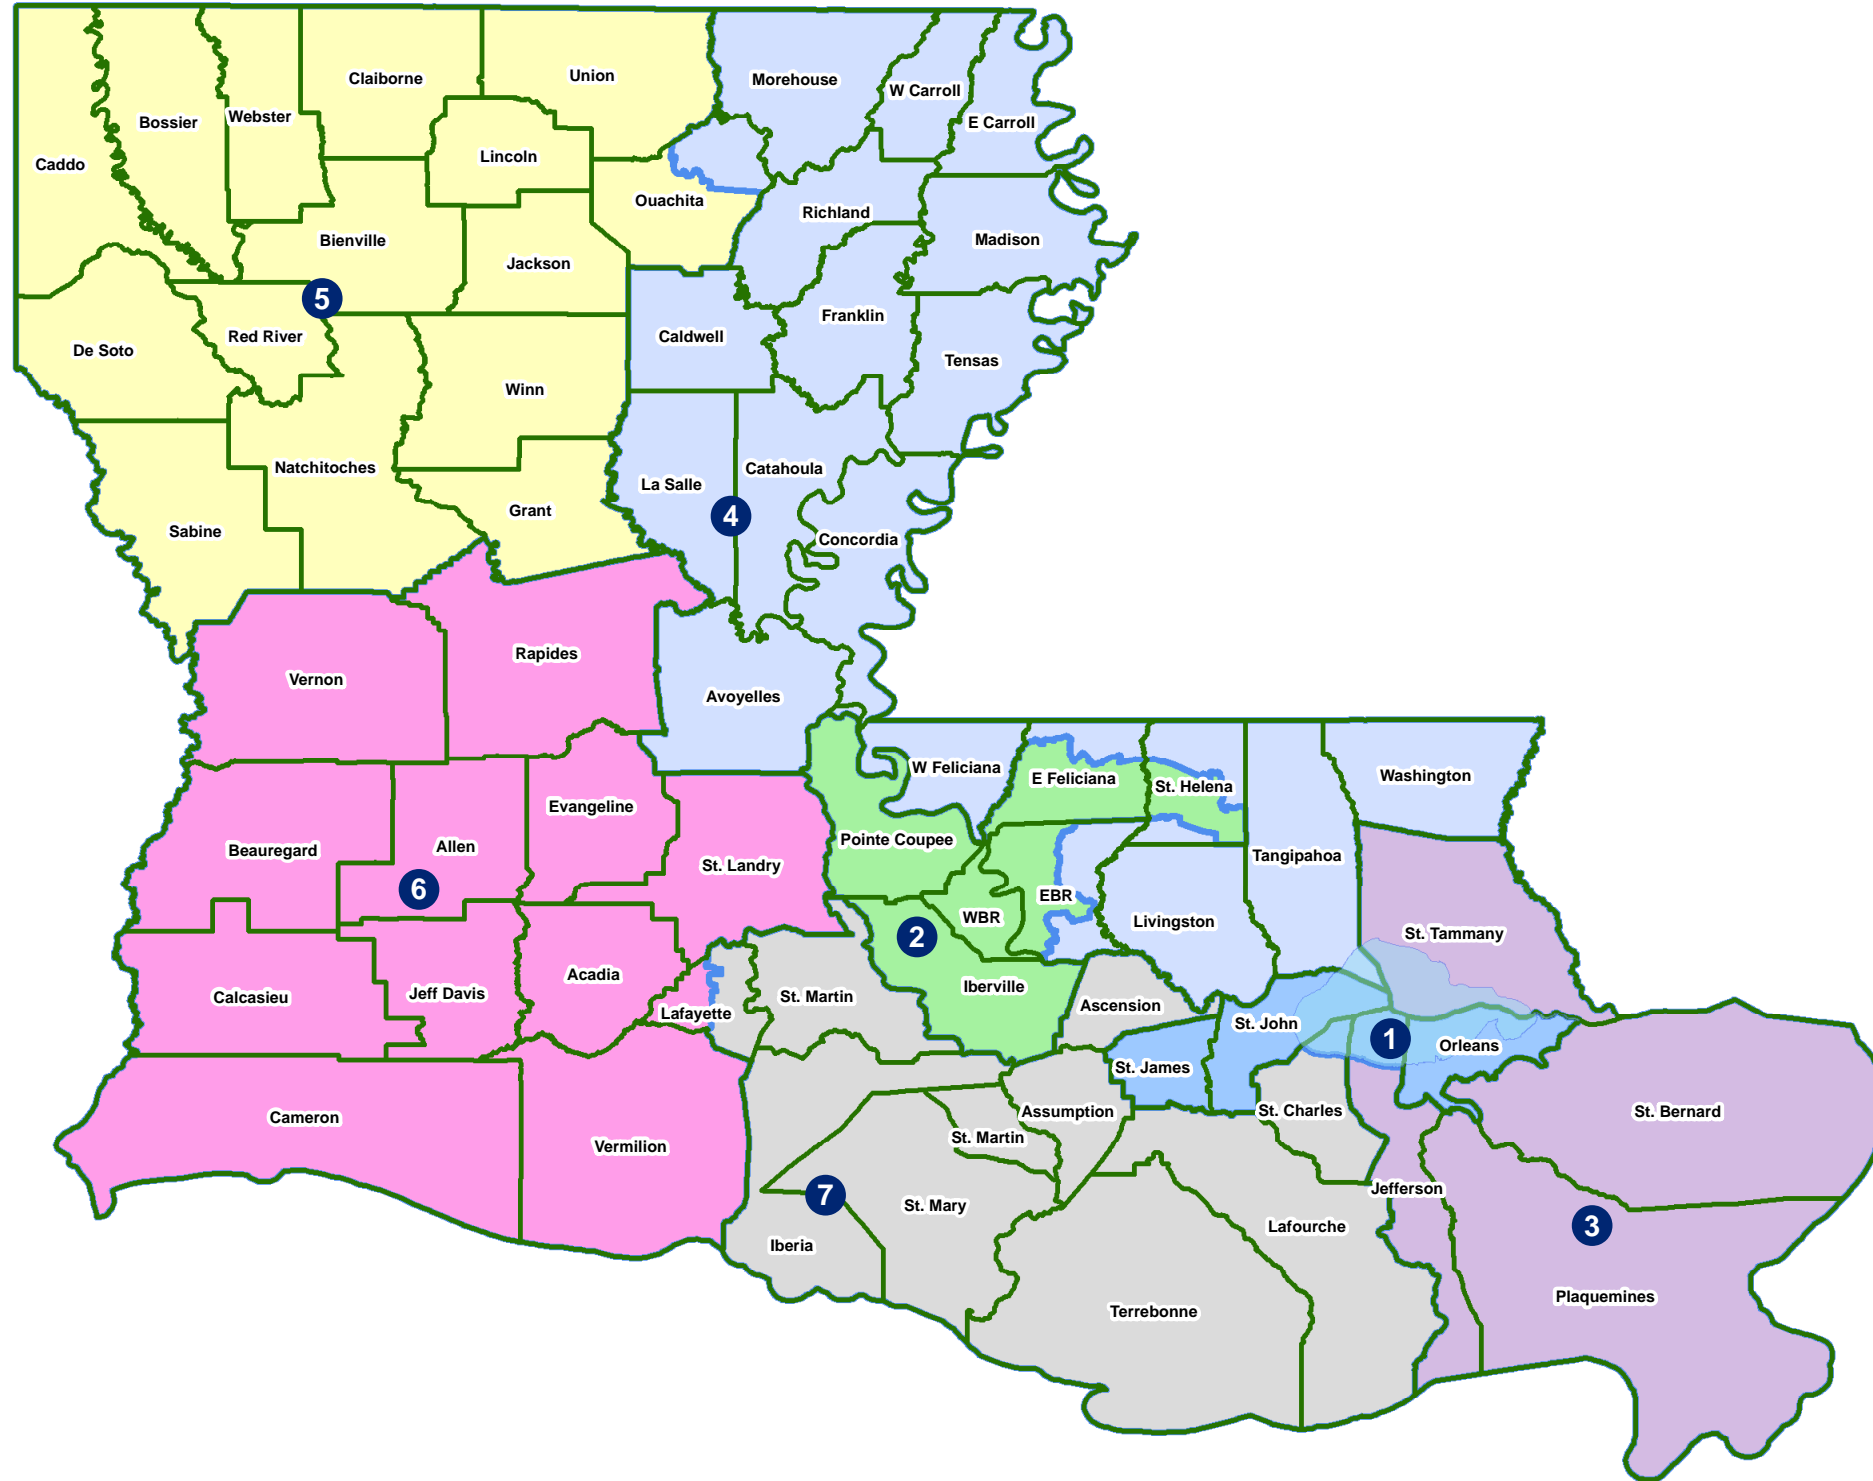 Claiborne
Union
Morehouse
W Carroll
E Carroll
Webster
Bossier
Caddo
Lincoln
Ouachita
Richland
Madison
Bienville
Jackson
5
Red River
Franklin
Caldwell
De Soto
Tensas
Winn
Natchitoches
La Salle
Catahoula
4
Grant
Sabine
Concordia
Rapides
Vernon
Avoyelles
W Feliciana
E Feliciana
St. Helena
Washington
Evangeline
Pointe Coupee
Beauregard
Allen
St. Landry
Tangipahoa
6
EBR
WBR
Livingston
2
St. Tammany
Acadia
Iberville
Jeff Davis
Calcasieu
St. Martin
Ascension
Lafayette
St. John
1
Orleans
St. James
Cameron
Assumption
St. Charles
St. Bernard
St. Martin
Vermilion
Jefferson
7
St. Mary
Lafourche
3
Iberia
Plaquemines
Terrebonne